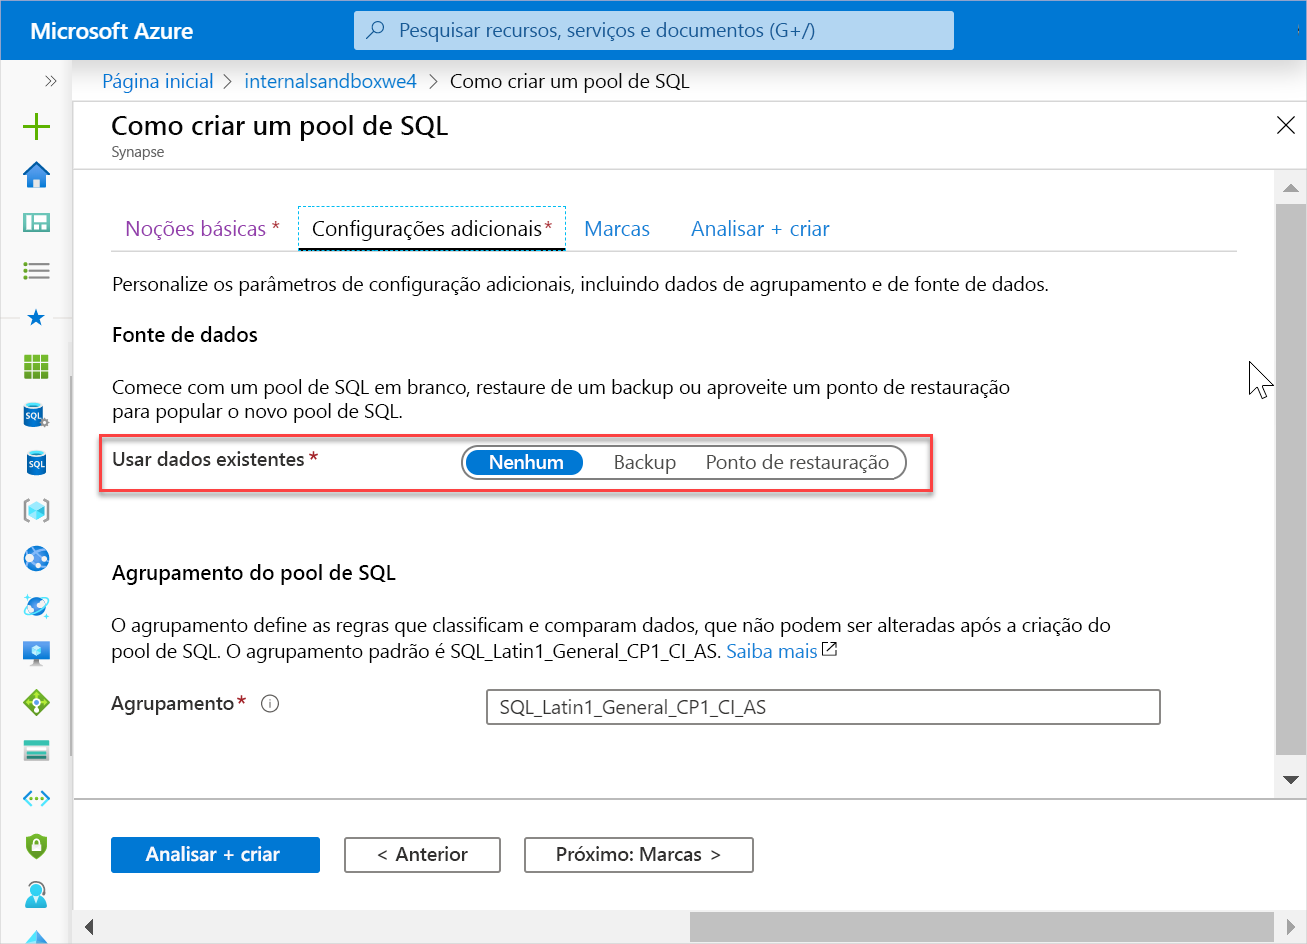 Microsoft Azure
Pesquisar recursos, serviços e documentos (G+/)
Página inicial > internalsandboxwe4 > Como criar um pool de SQL
Como criar um pool de SQL
Synapse
Noções básicas * Configurações adicionais* Marcas Analisar + criar
Personalize os parâmetros de configuração adicionais, incluindo dados de agrupamento e de fonte de dados.
Fonte de dados
Comece com um pool de SQL em branco, restaure de um backup ou aproveite um ponto de restauração
para popular o novo pool de SQL.
Usar dados existentes * Nenhum Backup Ponto de restauração
Agrupamento do pool de SQL
O agrupamento define as regras que classificam e comparam dados, que não podem ser alteradas após a criação do
pool de SQL. O agrupamento padrão é SQL_Latin1_General_CP1_CI_AS. Saiba mais
Agrupamento* SQL_Latin1_General_CP1_CI_AS
Analisar + criar < Anterior Próximo: Marcas >
SQL
SQL